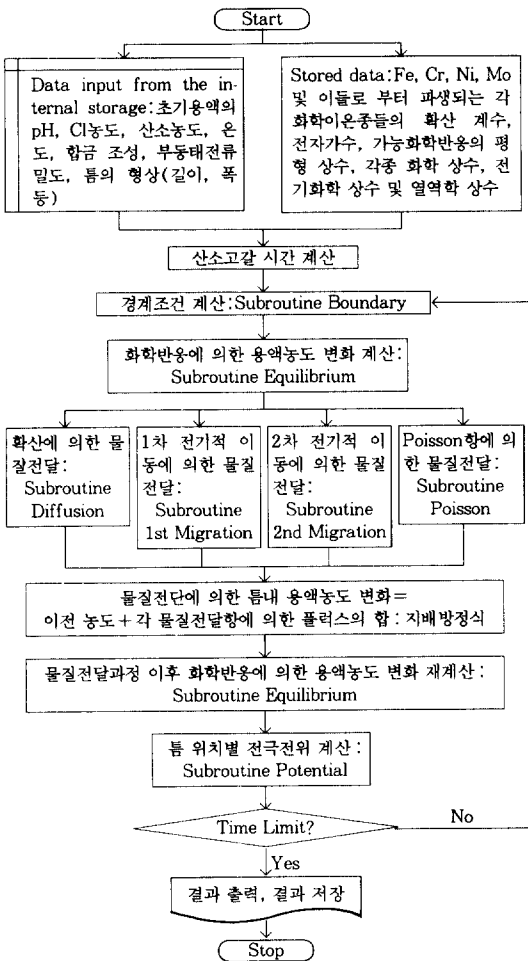 Start
Data input from the in-
ternal storage:초기용액의
pH, Cl농도, 산소농도, 온
도, 합금 조성, 부동태전류
밀도, 틈의 형상(길이, 폭
등)
Stored data:Fe, Cr, Ni, Mo
및 이들로 부터 파생되는 각
화학이온종들의 확산 계수,
전자가수, 가능화학반응의 평
형 상수, 각종 화학 상수, 전
기화학 상수 및 열역학 상수
산소고갈 시간 계산
경계조건 계산:Subroutine Boundary
화학반응에 의한 용액농도 변화 계산:
Subroutine Equilibrium
확산에 의한 물
질전달:
Subroutine
Diffusion
1차 전기적 이
동에 의한 물질
전달:
Subroutine
1st Migration
2차 전기적 이
동에 의한 물질
전달:
Subroutine
2nd Migration
Poisson항에 의
한 물질전달:
Subroutine
Poisson
물질전단에 의한 틈내 용액농도 변화=
이전 농도+각 물질전달항에 의한 플럭스의 합:지배방정식
물질전달과정 이후 화학반응에 의한 용액농도 변화 재계산:
Subroutine Equilibrium
틈 위치별 전극전위 계산:
Subroutine Potential
Time Limit?
No
Yes
결과 출력, 결과 저장
Stop